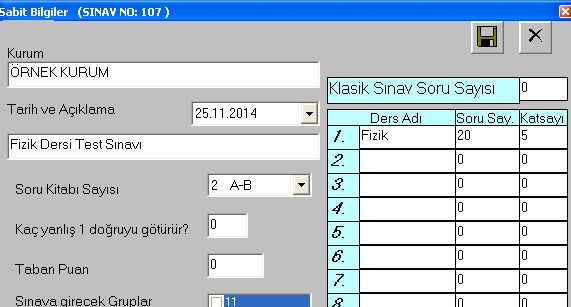 Sabit Bilgiler (SINAV NO: 107 )
Kurum
ÖRNEK KURUM
Tarih ve Açıklama
25.11.2014
Fizik Dersi Test Sınavı
Soru Kitabı Sayısı
2 A-B
Kaç yanlış 1 doğruyu götürür?
0
Taban Puan
0
Sınava girecek Gruplar
11
Klasik Sınav Soru Sayısı
0
Ders Adı Soru Say. Katsayı
1. Fizik 20 5
2. 0 0
3. 0 0
4. 0 0
5. 0 0
6. 0 0
7. 0 0
8. 0 0